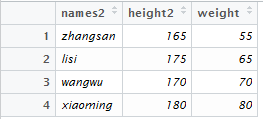 names2 height2 weight
1 zhangsan 165 55
2 lisi 175 65
3 wangwu 170 70
4 xiaoming 180 80